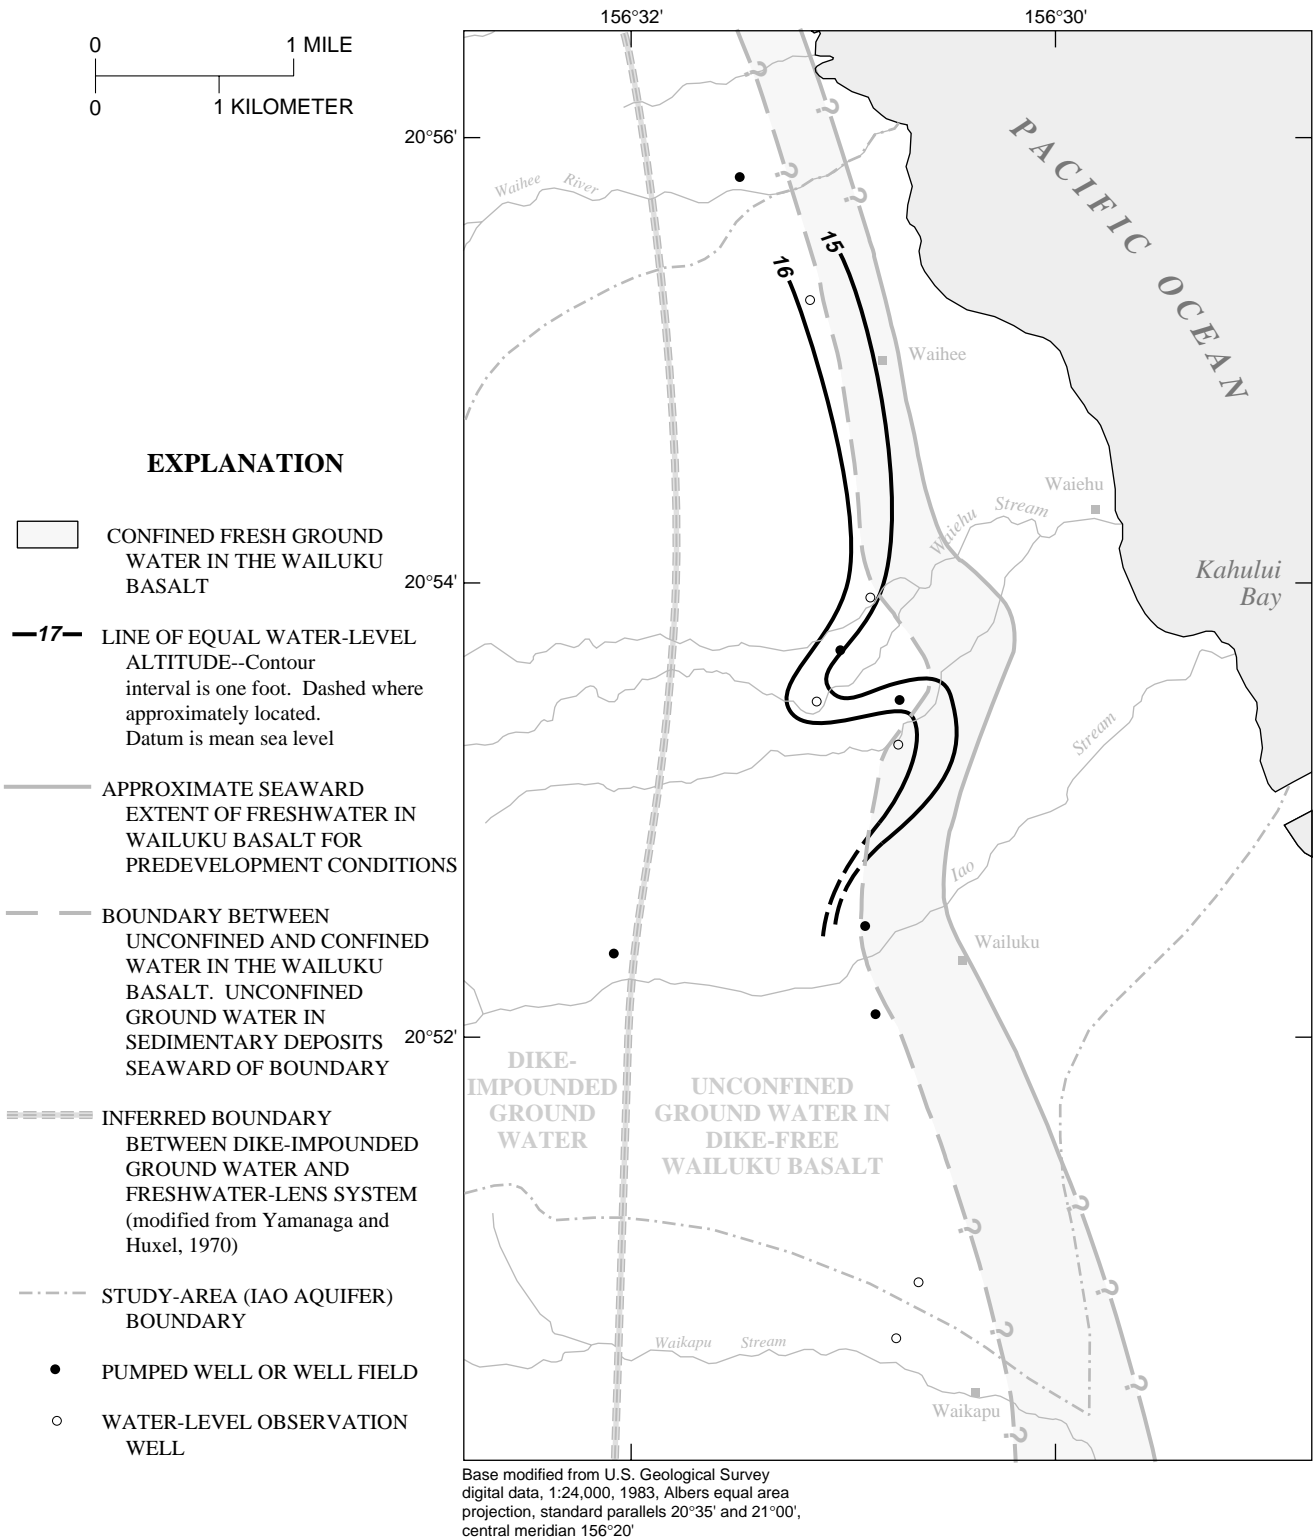 156°32'
156°30'
0 1 MILE
0 1 KILOMETER
20°56'
PACIFIC OCEAN
Waihee River
15
16
Waihee
EXPLANATION
Waiehu
Waiehu Stream
CONFINED FRESH GROUND
WATER IN THE WAILUKU
BASALT
20°54'
Kahului
Bay
17
LINE OF EQUAL WATER-LEVEL
ALTITUDE--Contour
interval is one foot. Dashed where
approximately located.
Datum is mean sea level
Stream
APPROXIMATE SEAWARD
EXTENT OF FRESHWATER IN
WAILUKU BASALT FOR
PREDEVELOPMENT CONDITIONS
Iao
BOUNDARY BETWEEN
UNCONFINED AND CONFINED
WATER IN THE WAILUKU
BASALT. UNCONFINED
GROUND WATER IN
SEDIMENTARY DEPOSITS
SEAWARD OF BOUNDARY
Wailuku
20°52'
DIKE-
IMPOUNDED
GROUND
WATER
UNCONFINED
GROUND WATER IN
DIKE-FREE
WAILUKU BASALT
INFERRED BOUNDARY
BETWEEN DIKE-IMPOUNDED
GROUND WATER AND
FRESHWATER-LENS SYSTEM
(modified from Yamanaga and
Huxel, 1970)
? ? ? ? ? ? ? ? ? ? ?
STUDY-AREA (IAO AQUIFER)
BOUNDARY
Waikapu Stream
PUMPED WELL OR WELL FIELD
Waikapu
WATER-LEVEL OBSERVATION
WELL
Base modified from U.S. Geological Survey
digital data, 1:24,000, 1983, Albers equal area
projection, standard parallels 20°35' and 21°00',
central meridian 156°20'